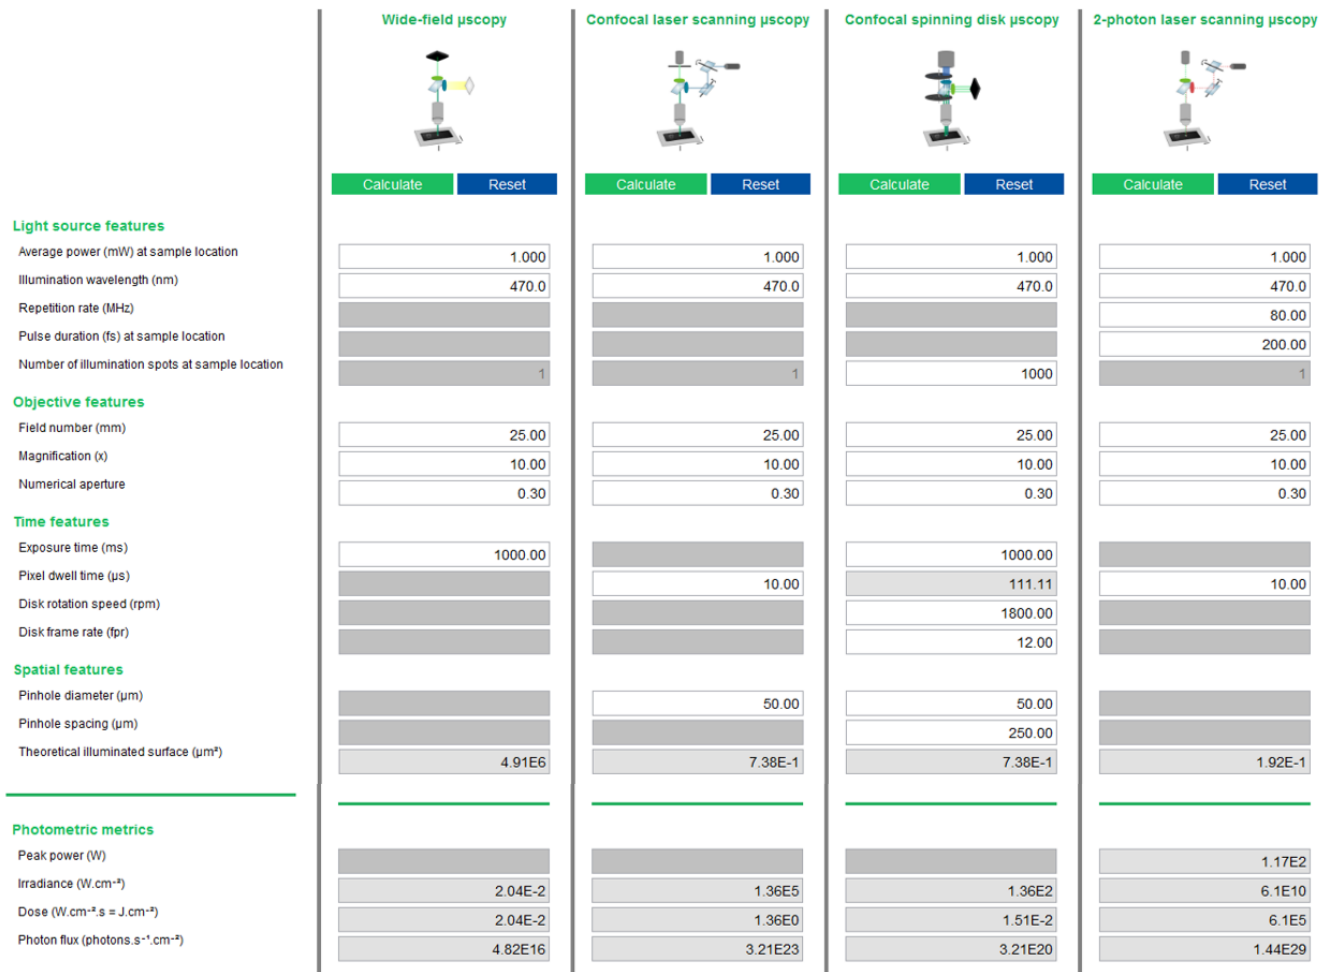 Wide-field µscopy Confocal laser scanning µscopy Confocal spinning disk µscopy 2-photon laser scanning µscopy
Calculate Reset Calculate Reset Calculate Reset Calculate Reset
Light source features
Average power (mW) at sample location 1.000 1.000 1.000 1.000
Illumination wavelength (nm) 470.0 470.0 470.0 470.0
Repetition rate (MHz) 80.00
Pulse duration (fs) at sample location 200.00
Number of illumination spots at sample location 1 1 1000 1
Objective features
Field number (mm) 25.00 25.00 25.00 25.00
Magnification (x) 10.00 10.00 10.00 10.00
Numerical aperture 0.30 0.30 0.30 0.30
Time features
Exposure time (ms) 1000.00 1000.00
Pixel dwell time (µs) 10.00 111.11 10.00
Disk rotation speed (rpm) 1800.00
Disk frame rate (fpr) 12.00
Spatial features
Pinhole diameter (µm) 50.00 50.00
Pinhole spacing (µm) 250.00
Theoretical illuminated surface (µm²) 4.91E6 7.38E-1 7.38E-1 1.92E-1
Photometric metrics
Peak power (W) 1.17E2
Irradiance (W.cm⁻²) 2.04E-2 1.36E5 1.36E2 6.1E10
Dose (W.cm⁻².s = J.cm⁻²) 2.04E-2 1.36E0 1.51E-2 6.1E5
Photon flux (photons.s⁻¹.cm⁻²) 4.82E16 3.21E23 3.21E20 1.44E29